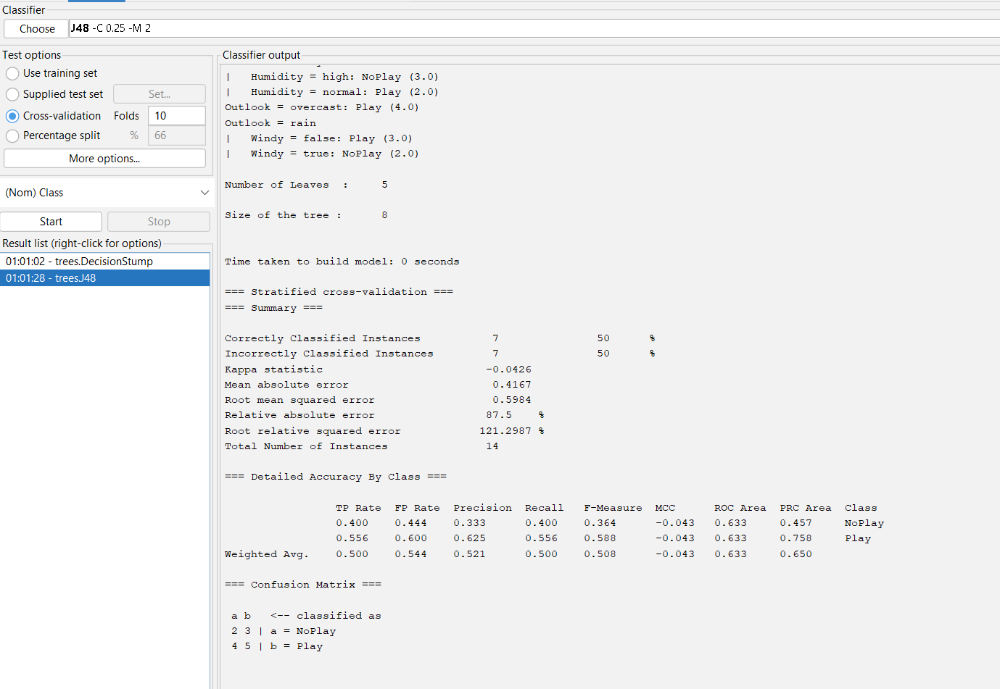 Classifier
Choose J48 -C 0.25 -M 2
Test options
Use training set
Supplied test set Set...
Cross-validation Folds 10
Percentage split % 66
More options...
(Nom) Class
Start Stop
Result list (right-click for options)
01:01:02 - trees.DecisionStump
01:01:28 - trees.J48
Classifier output
| Humidity = high: NoPlay (3.0)
| Humidity = normal: Play (2.0)
Outlook = overcast: Play (4.0)
Outlook = rain
| Windy = false: Play (3.0)
| Windy = true: NoPlay (2.0)
Number of Leaves : 5
Size of the tree : 8
Time taken to build model: 0 seconds
=== Stratified cross-validation ===
=== Summary ===
Correctly Classified Instances 7 50 %
Incorrectly Classified Instances 7 50 %
Kappa statistic -0.0426
Mean absolute error 0.4167
Root mean squared error 0.5984
Relative absolute error 87.5 %
Root relative squared error 121.2987 %
Total Number of Instances 14
=== Detailed Accuracy By Class ===
TP Rate FP Rate Precision Recall F-Measure MCC ROC Area PRC Area Class
0.400 0.444 0.333 0.400 0.364 -0.043 0.633 0.457 NoPlay
0.556 0.600 0.625 0.556 0.588 -0.043 0.633 0.758 Play
Weighted Avg. 0.500 0.544 0.521 0.500 0.508 -0.043 0.633 0.650
=== Confusion Matrix ===
a b <-- classified as
2 3 | a = NoPlay
4 5 | b = Play